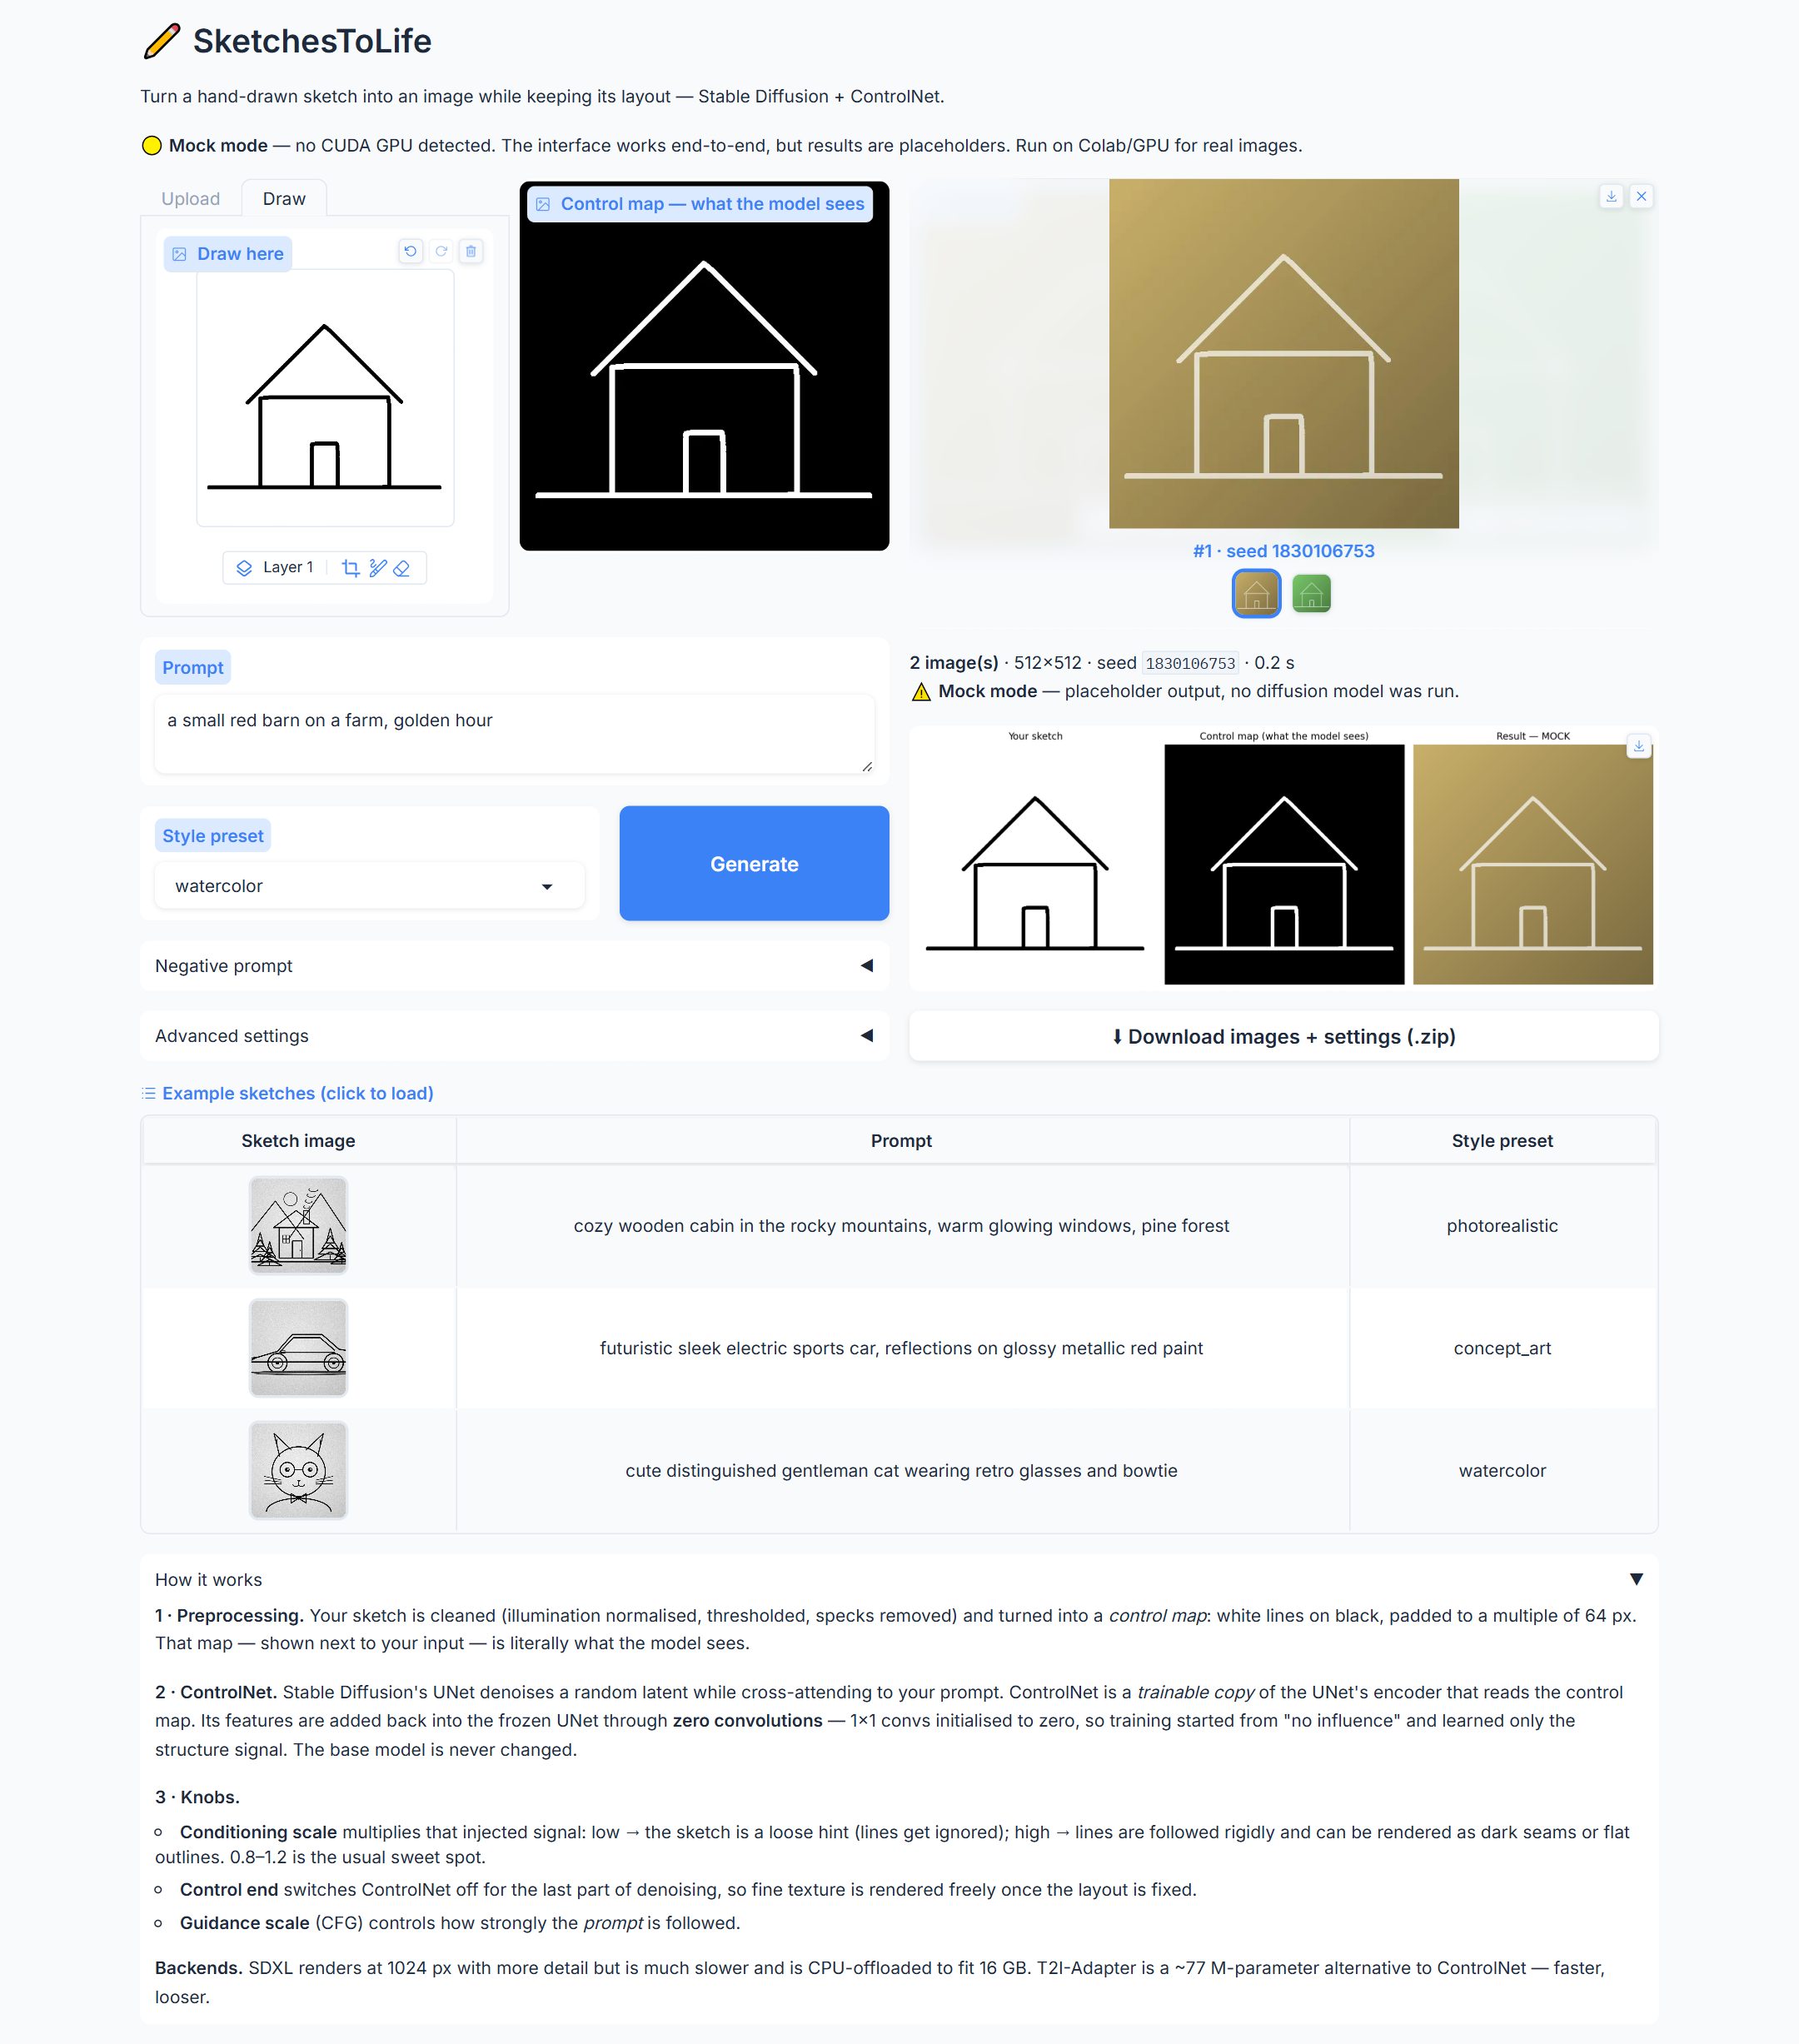 SketchesToLife
Turn a hand-drawn sketch into an image while keeping its layout — Stable Diffusion + ControlNet.
Mock mode — no CUDA GPU detected. The interface works end-to-end, but results are placeholders. Run on Colab/GPU for real images.
Upload
Draw
Draw here
Layer 1
Control map — what the model sees
#1 · seed 1830106753
Prompt
a small red barn on a farm, golden hour
Style preset
watercolor
Generate
Negative prompt
Advanced settings
2 image(s) · 512×512 · seed 1830106753 · 0.2 s
Mock mode — placeholder output, no diffusion model was run.
Your sketch
Control map (what the model sees)
Result — MOCK
⬇ Download images + settings (.zip)
Example sketches (click to load)
Sketch image
Prompt
Style preset
cozy wooden cabin in the rocky mountains, warm glowing windows, pine forest
photorealistic
futuristic sleek electric sports car, reflections on glossy metallic red paint
concept_art
cute distinguished gentleman cat wearing retro glasses and bowtie
watercolor
How it works
1 · Preprocessing. Your sketch is cleaned (illumination normalised, thresholded, specks removed) and turned into a control map: white lines on black, padded to a multiple of 64 px.
That map — shown next to your input — is literally what the model sees.
2 · ControlNet. Stable Diffusion's UNet denoises a random latent while cross-attending to your prompt. ControlNet is a trainable copy of the UNet's encoder that reads the control
map. Its features are added back into the frozen UNet through zero convolutions — 1×1 convs initialised to zero, so training started from "no influence" and learned only the
structure signal. The base model is never changed.
3 · Knobs.
Conditioning scale multiplies that injected signal: low → the sketch is a loose hint (lines get ignored); high → lines are followed rigidly and can be rendered as dark seams or flat
outlines. 0.8–1.2 is the usual sweet spot.
Control end switches ControlNet off for the last part of denoising, so fine texture is rendered freely once the layout is fixed.
Guidance scale (CFG) controls how strongly the prompt is followed.
Backends. SDXL renders at 1024 px with more detail but is much slower and is CPU-offloaded to fit 16 GB. T2I-Adapter is a ~77 M-parameter alternative to ControlNet — faster,
looser.